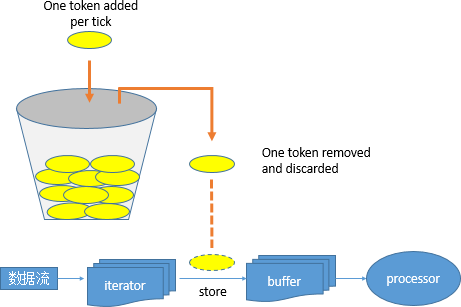 One token added
per tick
One token removed
and discarded
数据流
iterator
store
buffer
processor